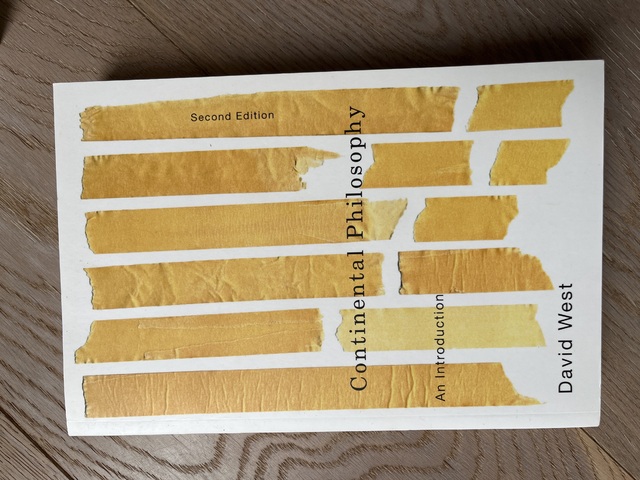 Second Edition
Continental Philosophy
An Introduction
David West